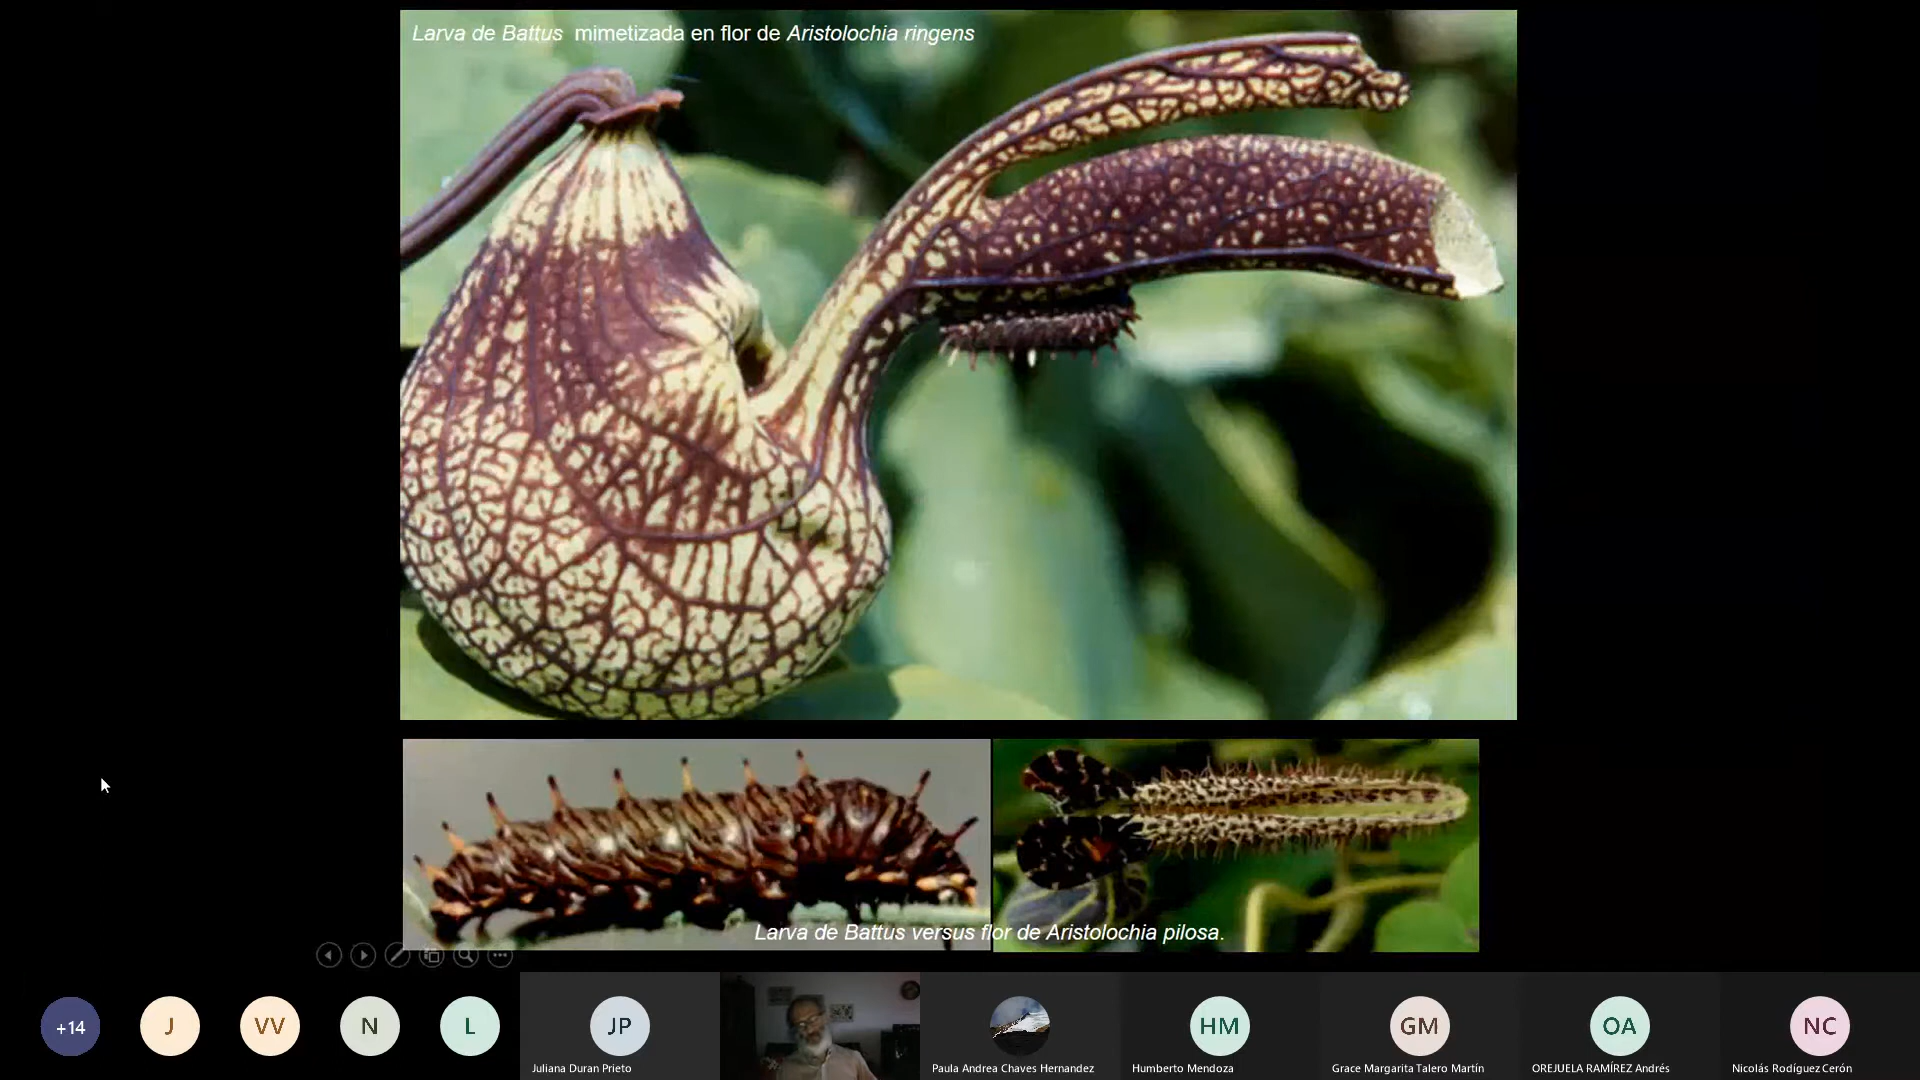 Larva de Battus mimetizada en flor de Aristolochia ringens
Larva de Battus versus flor de Aristolochia pilosa.
+14
J
VV
N
L
JP
HM
GM
OA
NC
Juliana Duran Prieto
Paula Andrea Chaves Hernandez
Humberto Mendoza
Grace Margarita Talero Martín
OREJUELA RAMÍREZ Andrés
Nicolás Rodíguez Cerón